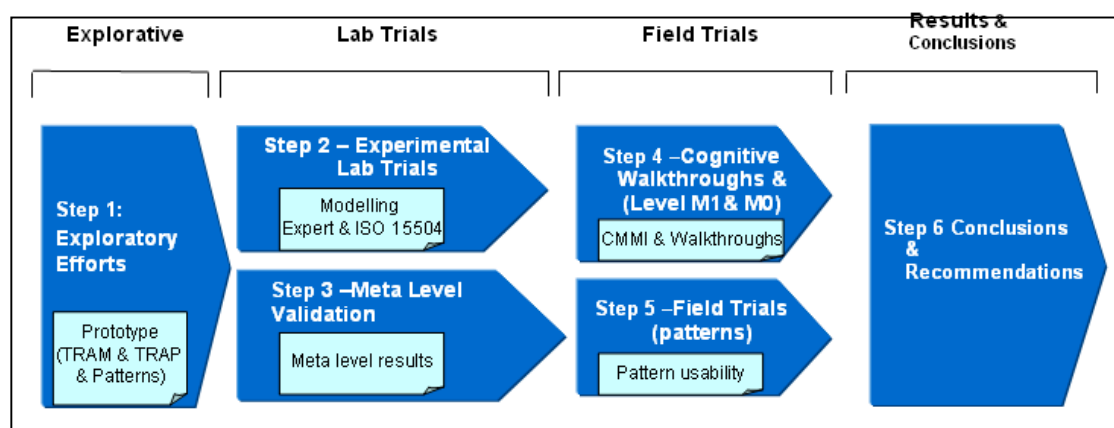 Explorative
Lab Trials
Field Trials
Results &
Conclusions
Step 1:
Exploratory
Efforts
Prototype
(TRAM & TRAP
& Patterns)
Step 2 – Experimental
Lab Trials
Modelling
Expert & ISO 15504
Step 3 –Meta Level
Validation
Meta level results
Step 4 –Cognitive
Walkthroughs &
(Level M1& M0)
CMMI & Walkthroughs
Step 5 –Field Trials
(patterns)
Pattern usability
Step 6 Conclusions
&
Recommendations